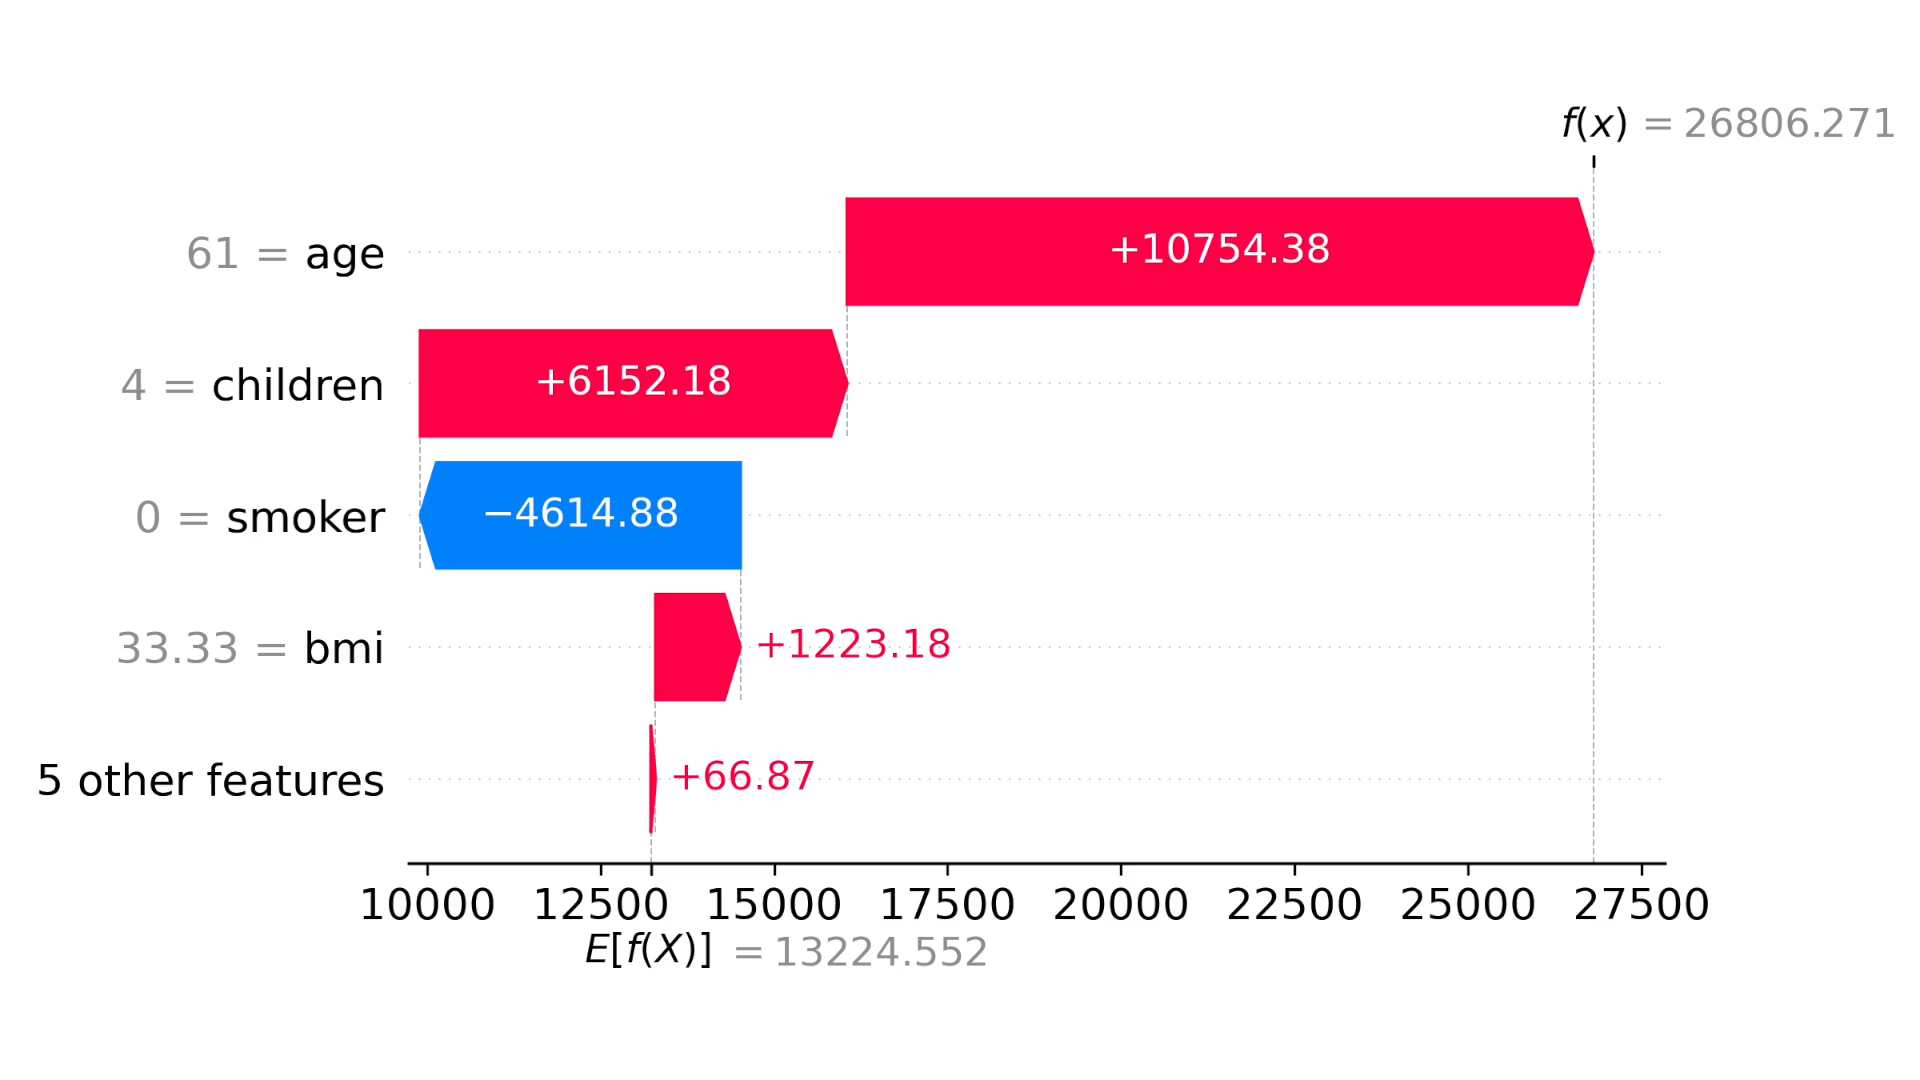 f(x) = 26806.271
61 = age
+10754.38
4 = children
+6152.18
0 = smoker
−4614.88
33.33 = bmi
+1223.18
5 other features
+66.87
10000 12500 15000 17500 20000 22500 25000 27500
E[f(X)] = 13224.552